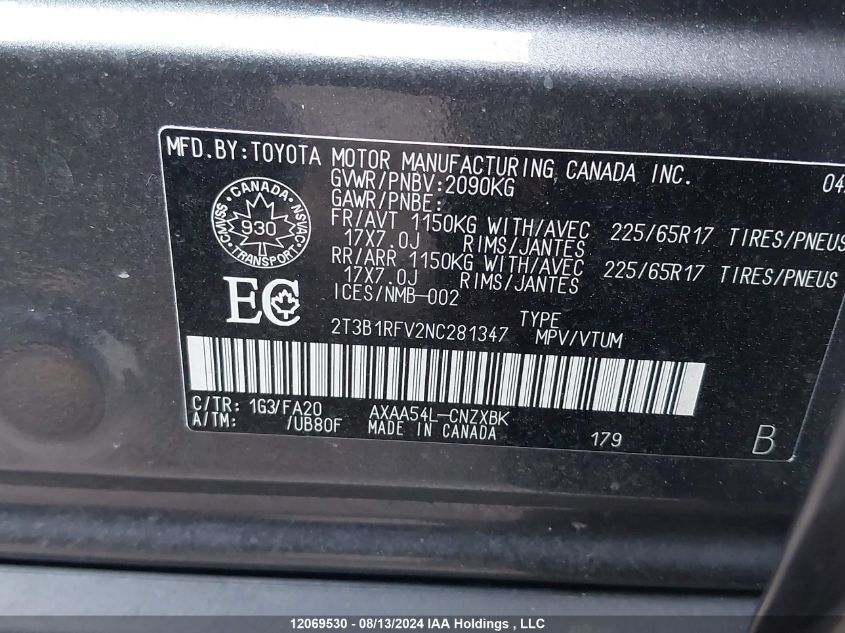 MFD.BY:TOYOTA MOTOR MANUFACTURING CANADA INC.
GVWR/PNBV:2090KG
GAWR/PNBE:
FR/AVT 1150KG WITH/AVEC 225/65R17 TIRES/PNEUS
17X7.0J RIMS/JANTES
RR/ARR 1150KG WITH/AVEC 225/65R17 TIRES/PNEUS
17X7.0J RIMS/JANTES
ICES/NMB-002
CANADA
CMVSS 930 NSVAC
TRANSPORT
EC
2T3B1RFV2NC281347 TYPE
MPV/VTUM
C/TR: 1G3/FA20 AXAA54L-CNZXBK
A/TM: /UB80F MADE IN CANADA 179 B
12069530 - 08/13/2024 IAA Holdings , LLC